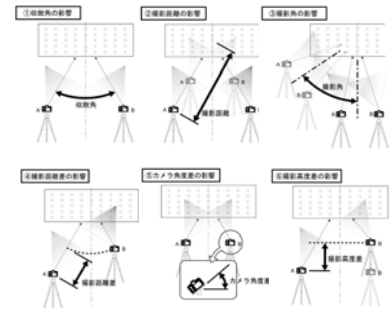 ①収散角の影響
A
B
収散角
②撮影距離の影響
A
B
A
撮影距離
③撮影角の影響
A
B
撮影角
A
B
④撮影距離差の影響
A
B
撮影距離差
⑤カメラ角度差の影響
A
B
カメラ角度差
⑥撮影高度差の影響
A
B
撮影高度差